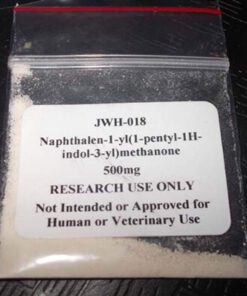 JWH-018
Naphthalen-1-yl(1-pentyl-1H-
indol-3-yl)methanone
500mg
RESEARCH USE ONLY
Not Intended or Approved for
Human or Veterinary Use